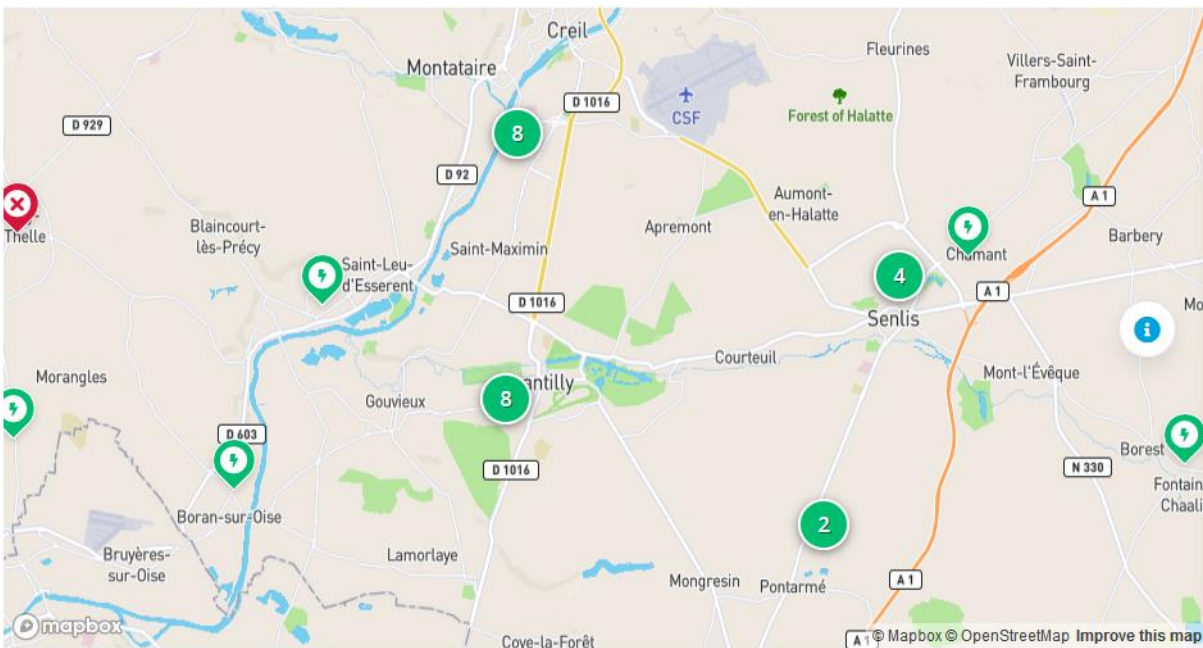 Creil
Montataire
Fleurines
Villers-Saint-
Frambourg
D 1016
CSF
Forest of Halatte
D 929
8
D 92
A 1
Aumont-
en-Halatte
Thelle
Blaincourt-
lès-Précy
Saint-Maximin
Apremont
Barbery
Chamant
Saint-Leu-
d'Esserent
4
A 1
D 1016
Senlis
Mo
Courteuil
Mont-l'Évêque
Morangles
antilly
8
Gouvieux
D 603
D 1016
Borest
N 330
Fontain
Chaali
Boran-sur-Oise
2
Bruyères-
sur-Oise
Lamorlaye
Mongresin
Pontarmé
A 1
mapbox
Coye-la-Forêt
A 1
© Mapbox © OpenStreetMap Improve this map